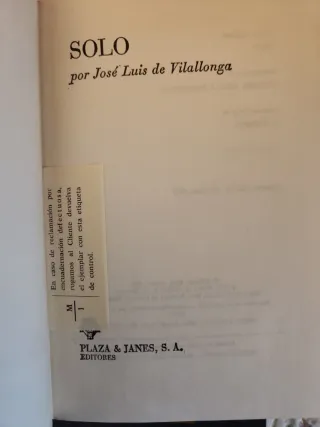 SOLO
por José Luis de Vilallonga
En caso de reclamación por
encuadernación defectuosa,
rogamos al Cliente devuelva
el ejemplar con esta etiqueta
de control.
M
I
PLAZA & JANES, S. A.
EDITORES